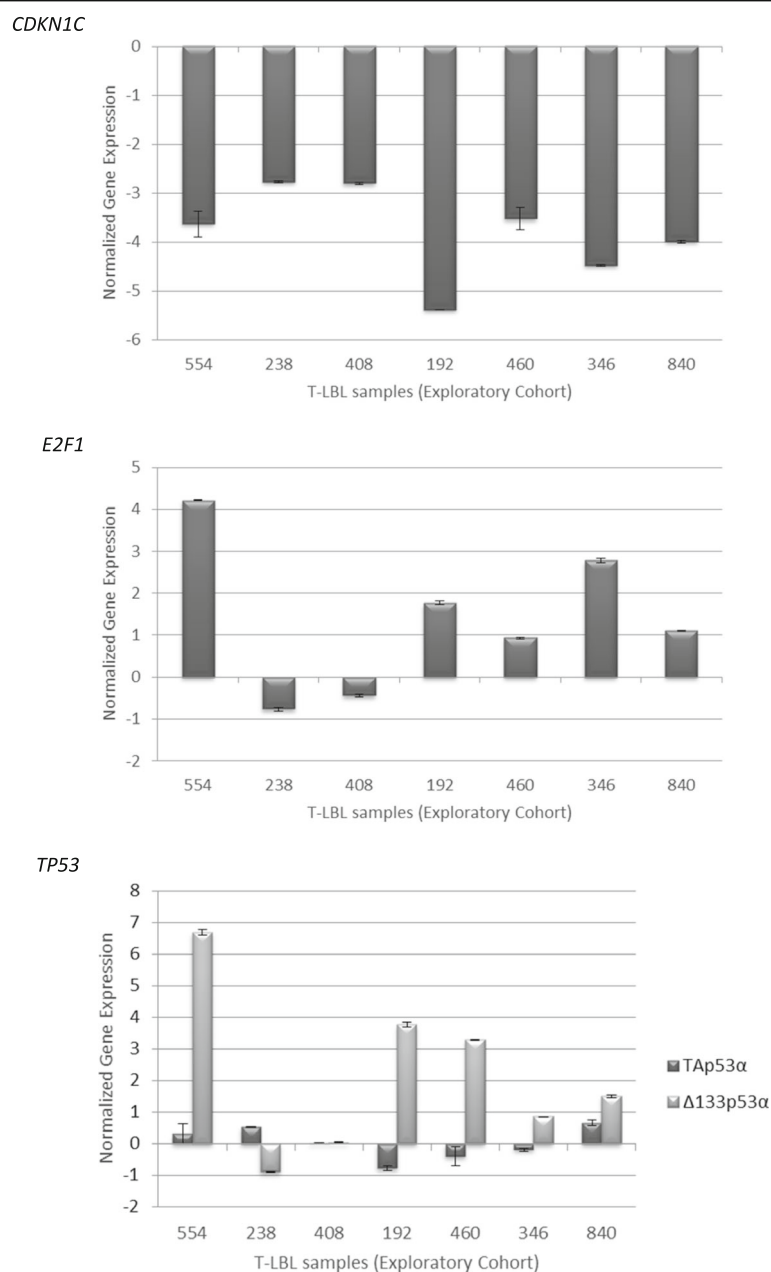 CDKN1C
0
-1
-2
-3
-4
-5
-6
Normalized Gene Expression
554 238 408 192 460 346 840
T-LBL samples (Exploratory Cohort)
E2F1
5
4
3
2
1
0
-1
-2
Normalized Gene Expression
554 238 408 192 460 346 840
T-LBL samples (Exploratory Cohort)
TP53
8
7
6
5
4
3
2
1
0
-1
-2
Normalized Gene Expression
TAp53α
Δ133p53α
554 238 408 192 460 346 840
T-LBL samples (Exploratory Cohort)